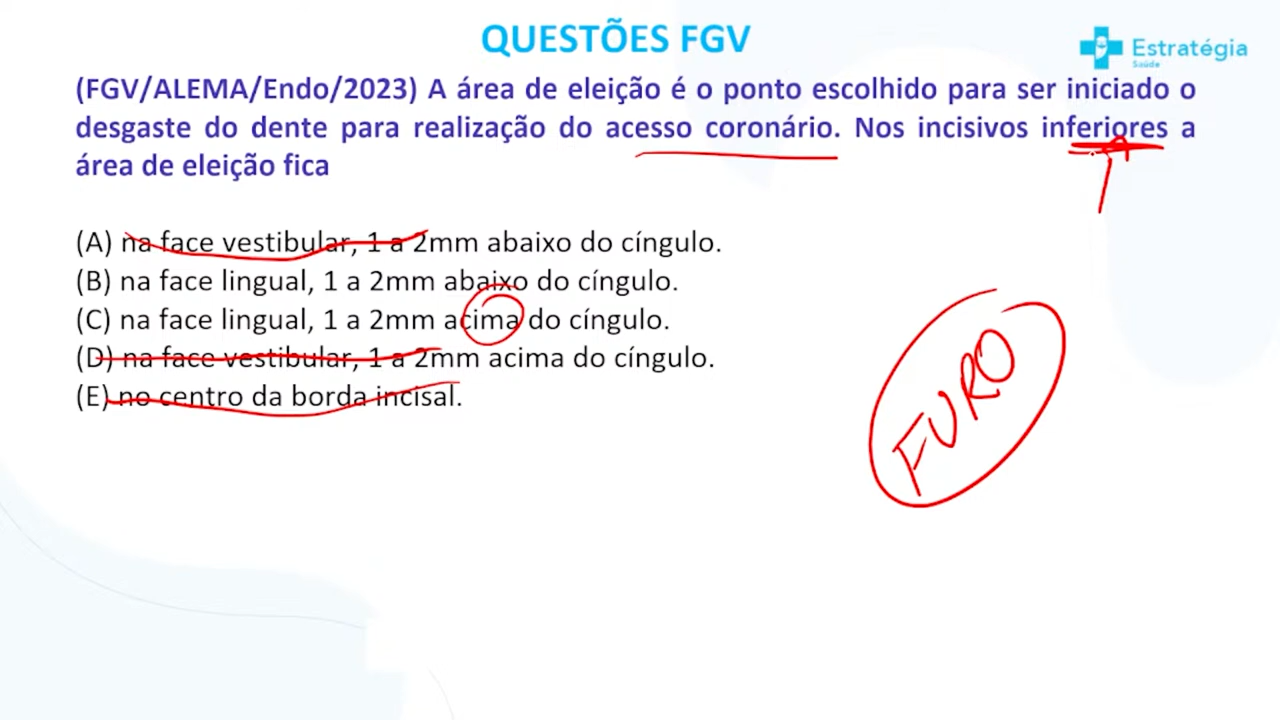 QUESTÕES FGV
Estratégia
Saúde
(FGV/ALEMA/Endo/2023) A área de eleição é o ponto escolhido para ser iniciado o
desgaste do dente para realização do acesso coronário. Nos incisivos inferiores a
área de eleição fica
(A) na face vestibular, 1 a 2mm abaixo do cíngulo.
(B) na face lingual, 1 a 2mm abaixo do cíngulo.
(C) na face lingual, 1 a 2mm acima do cíngulo.
(D) na face vestibular, 1 a 2mm acima do cíngulo.
(E) no centro da borda incisal.
FURO